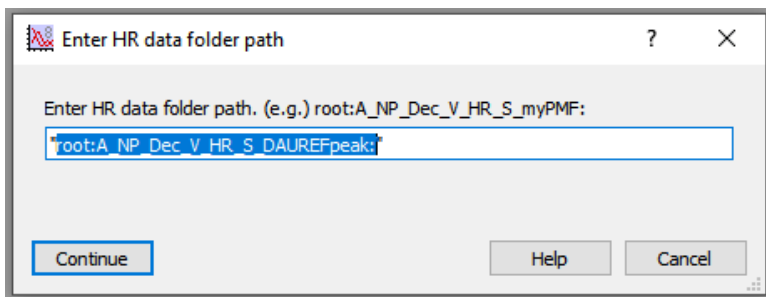 Enter HR data folder path
Enter HR data folder path. (e.g.) root:A_NP_Dec_V_HR_S_myPMF:
"root:A_NP_Dec_V_HR_S_DAUREFpeak:"
Continue Help Cancel